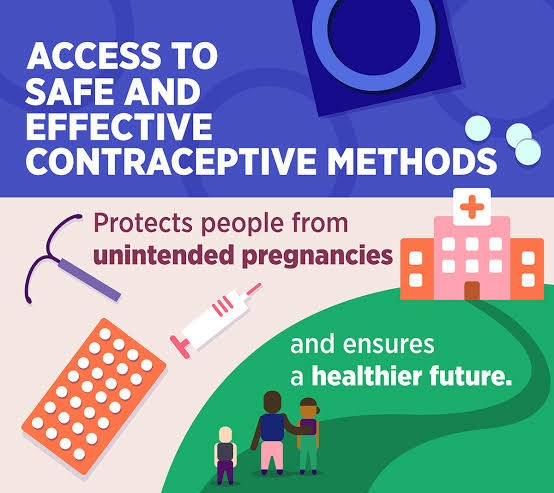 ACCESS TO
SAFE AND
EFFECTIVE
CONTRACEPTIVE METHODS
Protects people from
unintended pregnancies
and ensures
a healthier future.